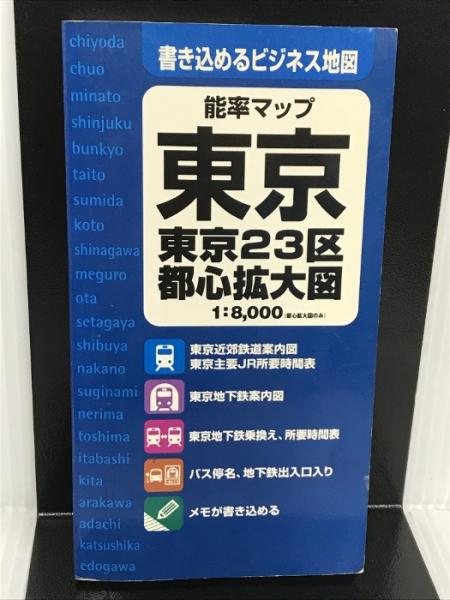 書き込めるビジネス地図
能率マップ
東京
東京23区
都心拡大図
1:8,000(都心拡大図のみ)
東京近郊鉄道案内図
東京主要JR所要時間表
東京地下鉄案内図
東京地下鉄乗換え、所要時間表
バス停名、地下鉄出入口入り
メモが書き込める
chiyoda
chuo
minato
shinjuku
bunkyo
taito
sumida
koto
shinagawa
meguro
ota
setagaya
shibuya
nakano
suginami
nerima
toshima
itabashi
kita
arakawa
adachi
katsushika
edogawa